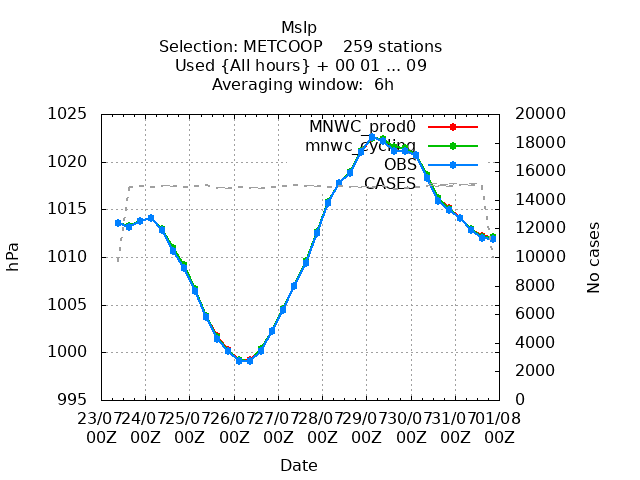 Mslp
Selection: METCOOP    259 stations
Used {All hours} + 00 01 ... 09
Averaging window:  6h
1025
1020
1015
1010
1005
1000
995
hPa
20000
18000
16000
14000
12000
10000
8000
6000
4000
2000
0
No cases
MNWC_prod0
mnwc_cycling
OBS
CASES
23/07 24/07 25/07 26/07 27/07 28/07 29/07 30/07 31/07 01/08
00Z 00Z 00Z 00Z 00Z 00Z 00Z 00Z 00Z 00Z
Date